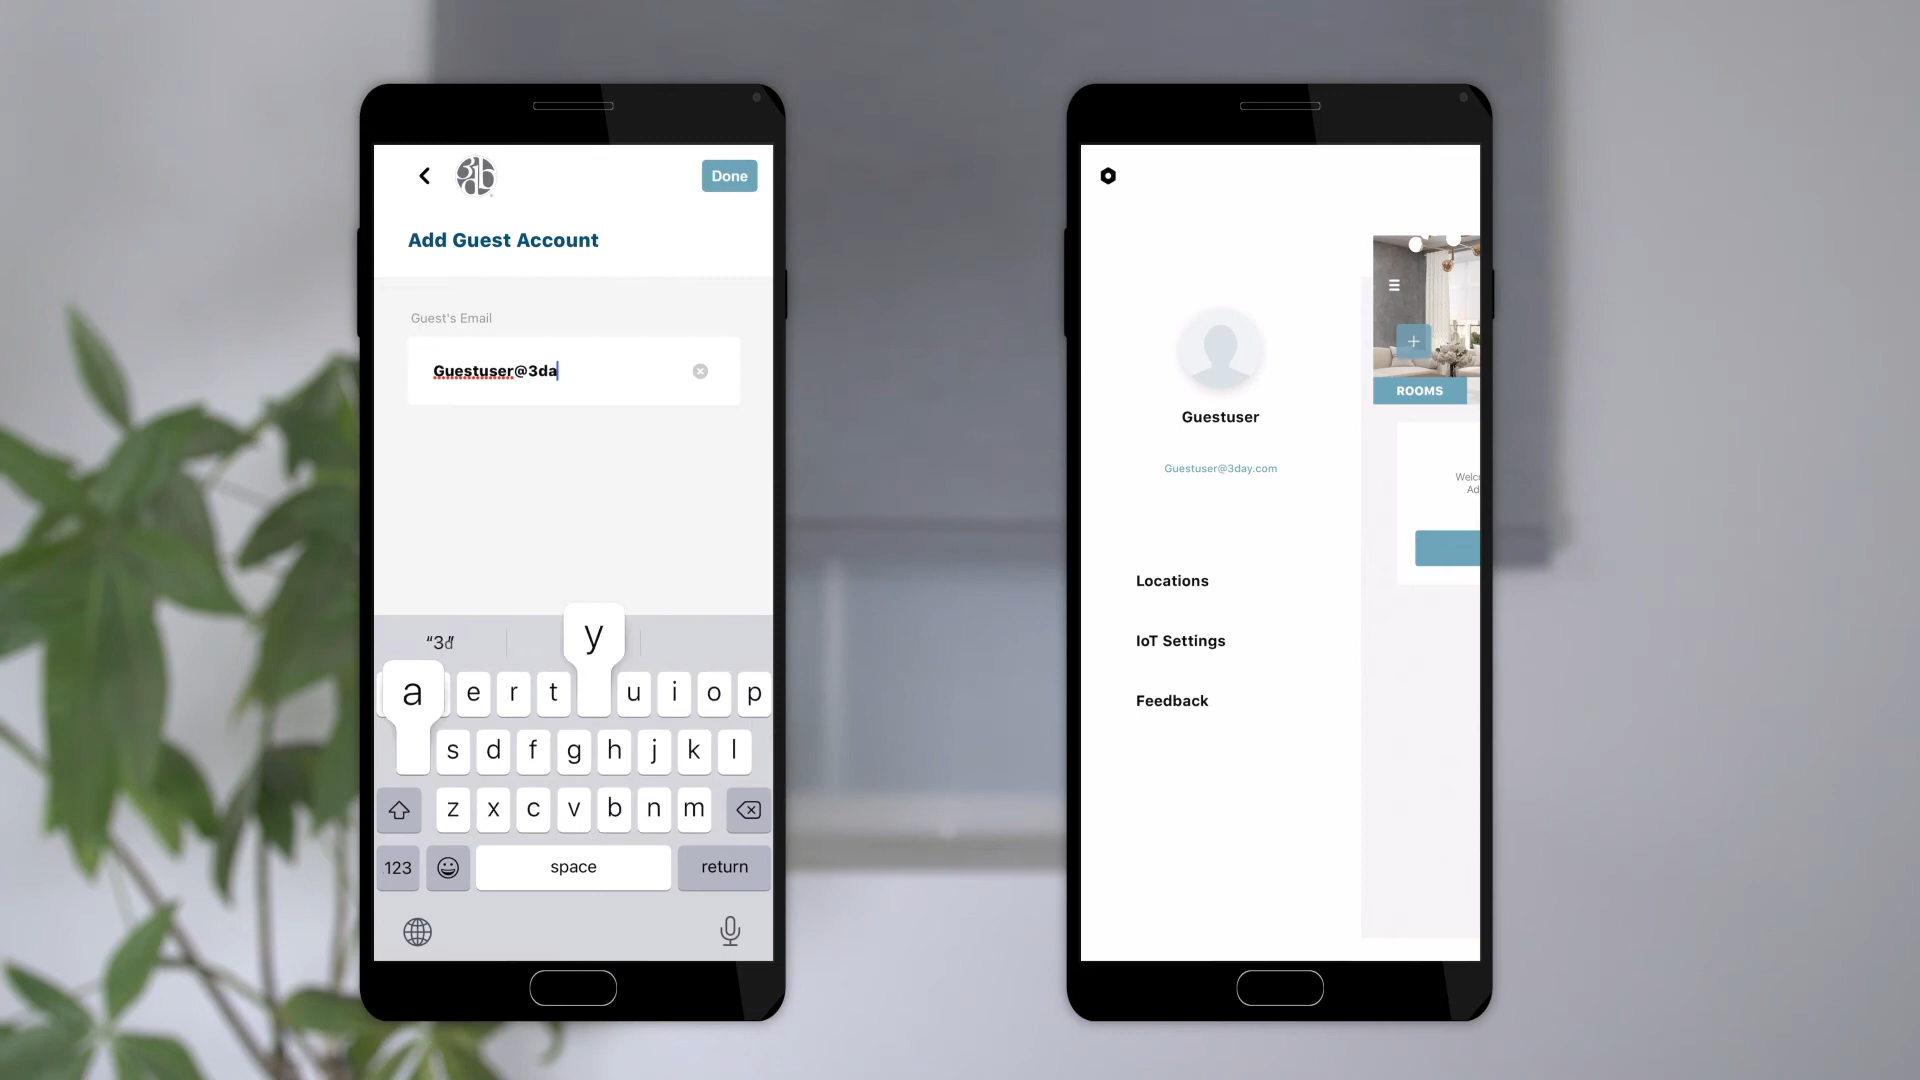 3db
Done
Add Guest Account
Guest's Email
Guestuser@3da
"3d"
y
a
e r t u i o p
s d f g h j k l
z x c v b n m
123
space
return
Guestuser
Guestuser@3day.com
Locations
IoT Settings
Feedback
+
ROOMS